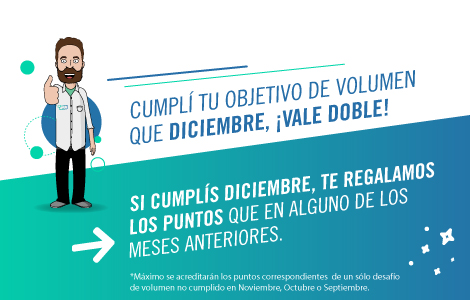 CUMPLÍ TU OBJETIVO DE VOLUMEN
QUE DICIEMBRE, ¡VALE DOBLE!
SI CUMPLÍS DICIEMBRE, TE REGALAMOS
LOS PUNTOS QUE EN ALGUNO DE LOS
MESES ANTERIORES.
*Máximo se acreditarán los puntos correspondientes de un sólo desafío
de volumen no cumplido en Noviembre, Octubre o Septiembre.